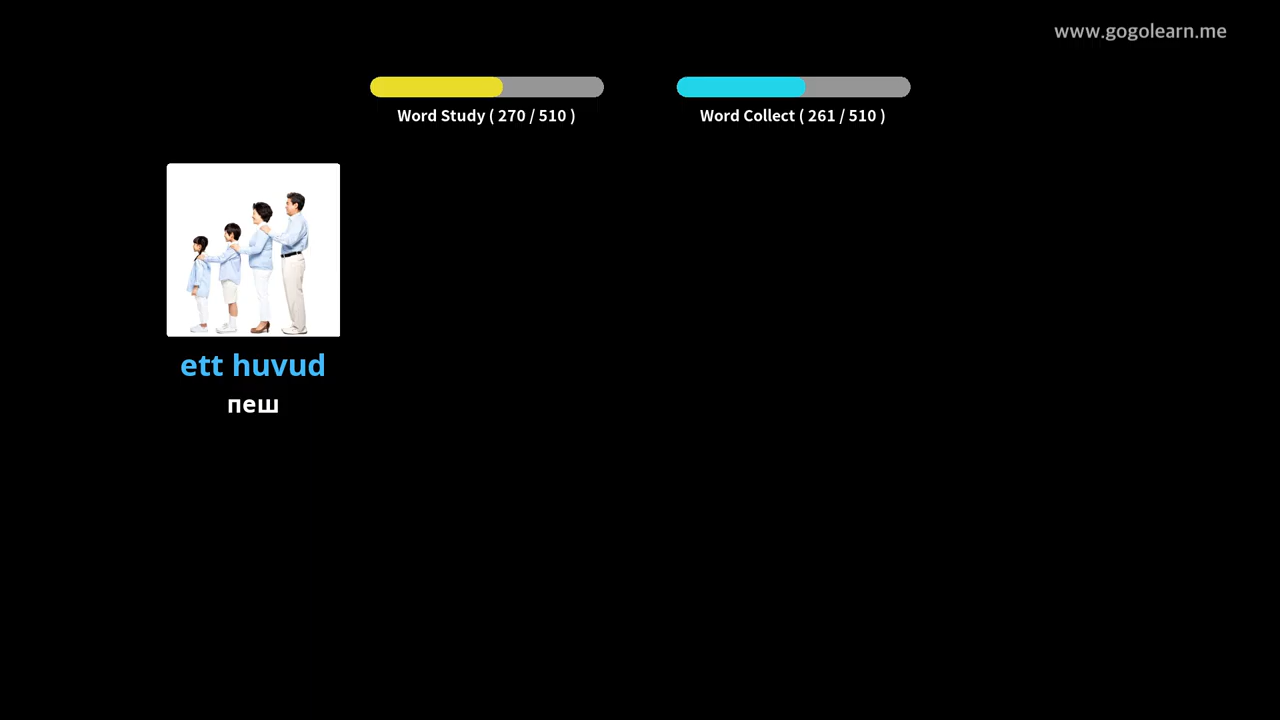 www.gogolearn.me
Word Study ( 270 / 510 )
Word Collect ( 261 / 510 )
ett huvud
пеш